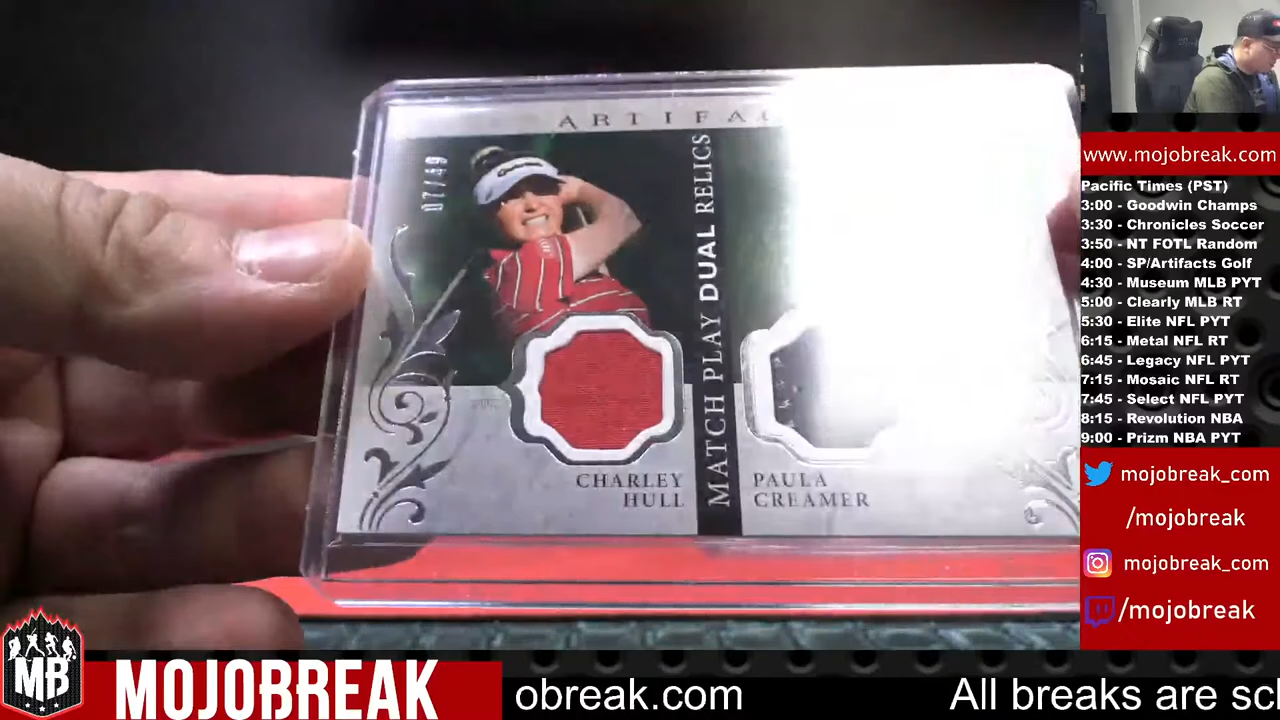 ARTIFA
07/49
MATCH PLAY DUAL RELICS
CHARLEY
HULL
PAULA
CREAMER
www.mojobreak.com
Pacific Times (PST)
3:00 - Goodwin Champs
3:30 - Chronicles Soccer
3:50 - NT FOTL Random
4:00 - SP/Artifacts Golf
4:30 - Museum MLB PYT
5:00 - Clearly MLB RT
5:30 - Elite NFL PYT
6:15 - Metal NFL RT
6:45 - Legacy NFL PYT
7:15 - Mosaic NFL RT
7:45 - Select NFL PYT
8:15 - Revolution NBA
9:00 - Prizm NBA PYT
mojobreak_com
/mojobreak
mojobreak_com
/mojobreak
MB
MOJOBREAK
obreak.com
All breaks are scl